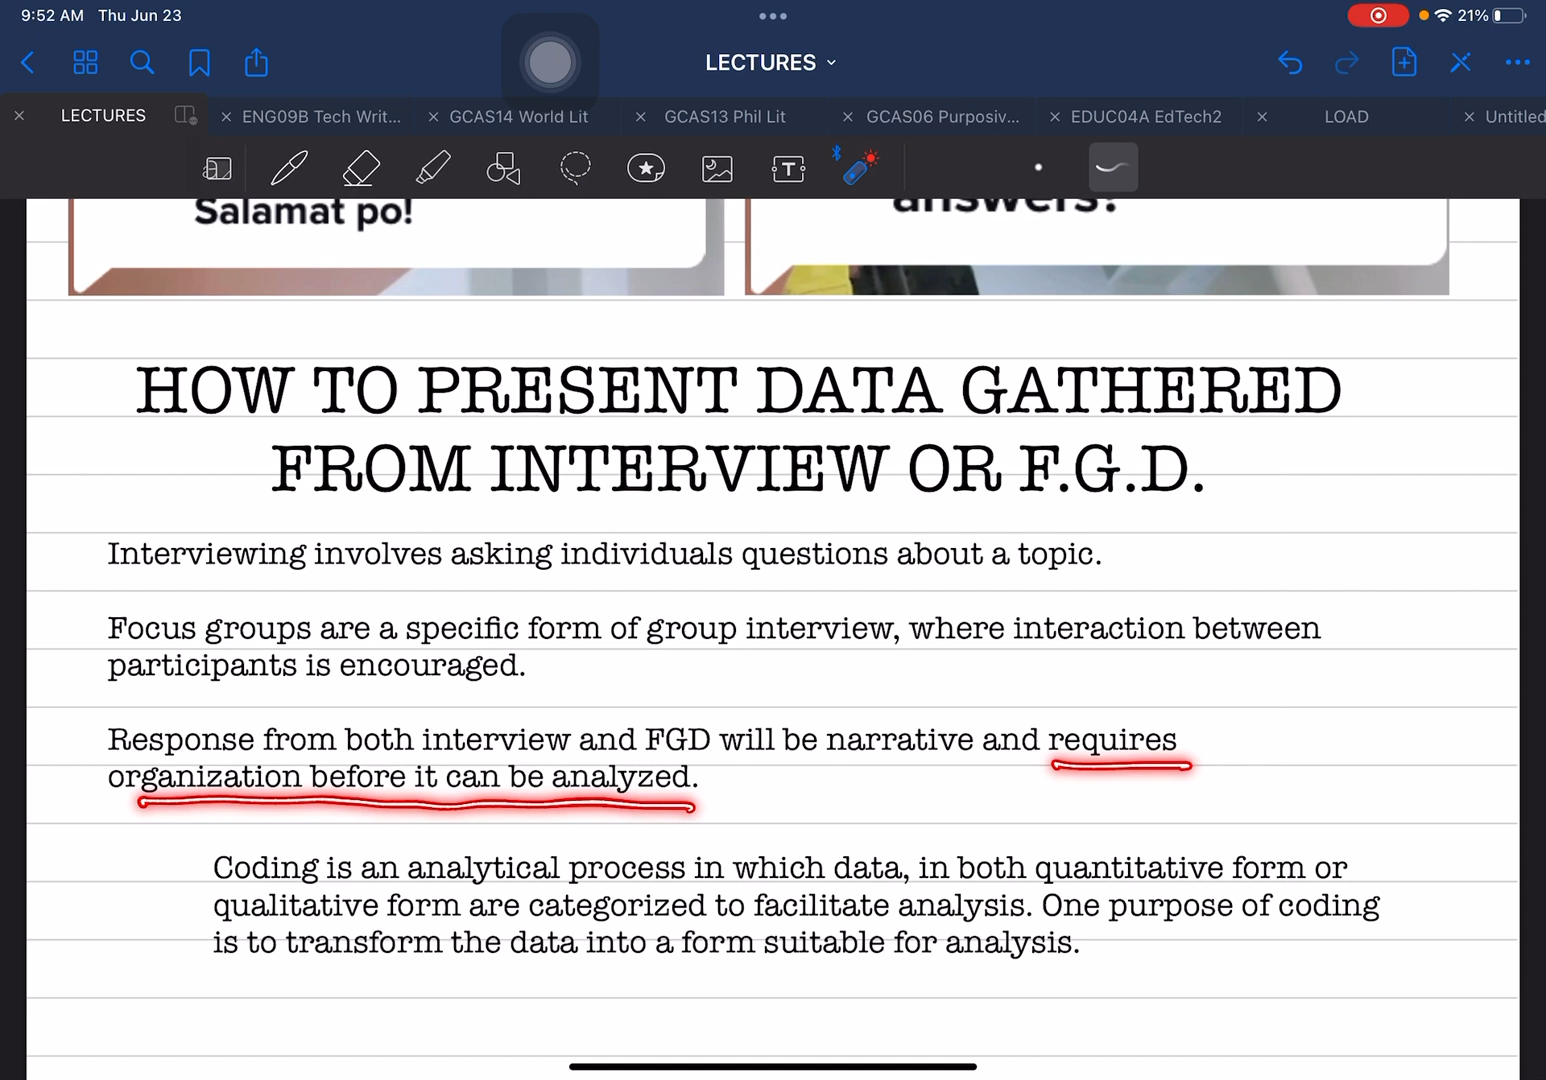 9:52 AM Thu Jun 23
21%
LECTURES
LECTURES
ENG09B Tech Writ...
GCAS14 World Lit
GCAS13 Phil Lit
GCAS06 Purposiv...
EDUC04A EdTech2
LOAD
Untitled
T
Salamat po!
answers?
HOW TO PRESENT DATA GATHERED
FROM INTERVIEW OR F.G.D.
Interviewing involves asking individuals questions about a topic.
Focus groups are a specific form of group interview, where interaction between
participants is encouraged.
Response from both interview and FGD will be narrative and requires
organization before it can be analyzed.
Coding is an analytical process in which data, in both quantitative form or
qualitative form are categorized to facilitate analysis. One purpose of coding
is to transform the data into a form suitable for analysis.